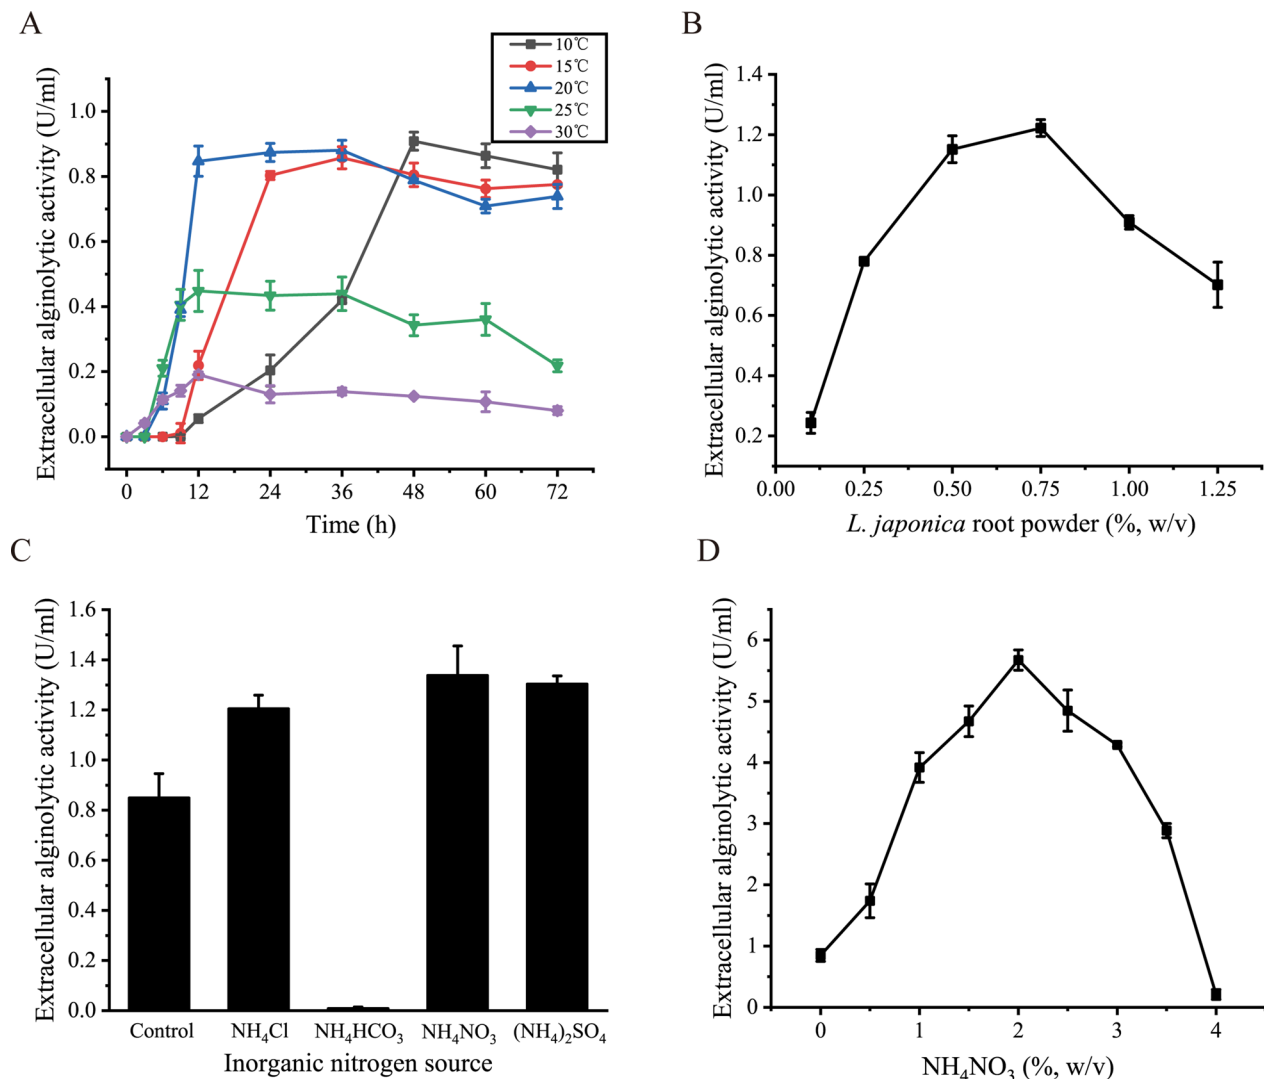 A
10℃
15℃
20℃
25℃
30℃
Extracellular alginolytic activity (U/ml)
1.0
0.8
0.6
0.4
0.2
0.0
0 12 24 36 48 60 72
Time (h)
B
Extracellular alginolytic activity (U/ml)
1.4
1.2
1.0
0.8
0.6
0.4
0.2
0.00 0.25 0.50 0.75 1.00 1.25
L. japonica root powder (%, w/v)
C
Extracellular alginolytic activity (U/ml)
1.6
1.4
1.2
1.0
0.8
0.6
0.4
0.2
0.0
Control NH4Cl NH4HCO3 NH4NO3 (NH4)2SO4
Inorganic nitrogen source
D
Extracellular alginolytic activity (U/ml)
6
5
4
3
2
1
0
0 1 2 3 4
NH4NO3 (%, w/v)